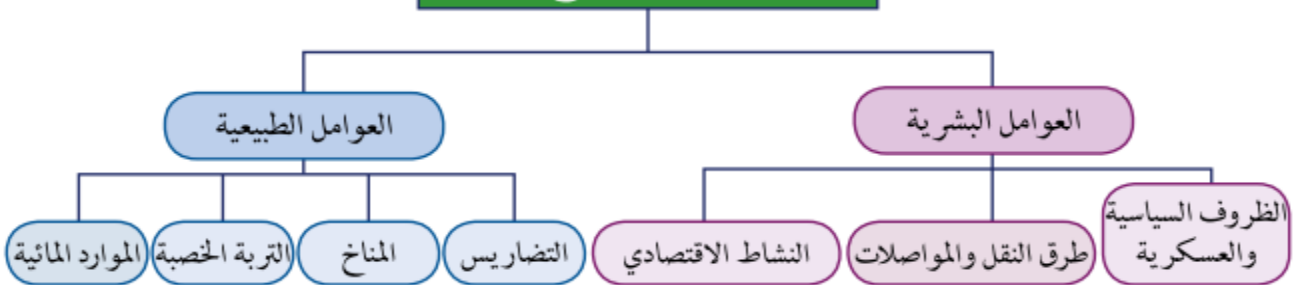 العوامل البشرية
العوامل الطبيعية
الظروف السياسية
والعسكرية
طرق النقل والمواصلات
النشاط الاقتصادي
التضاريس
المناخ
التربة الخصبة
الموارد المائية